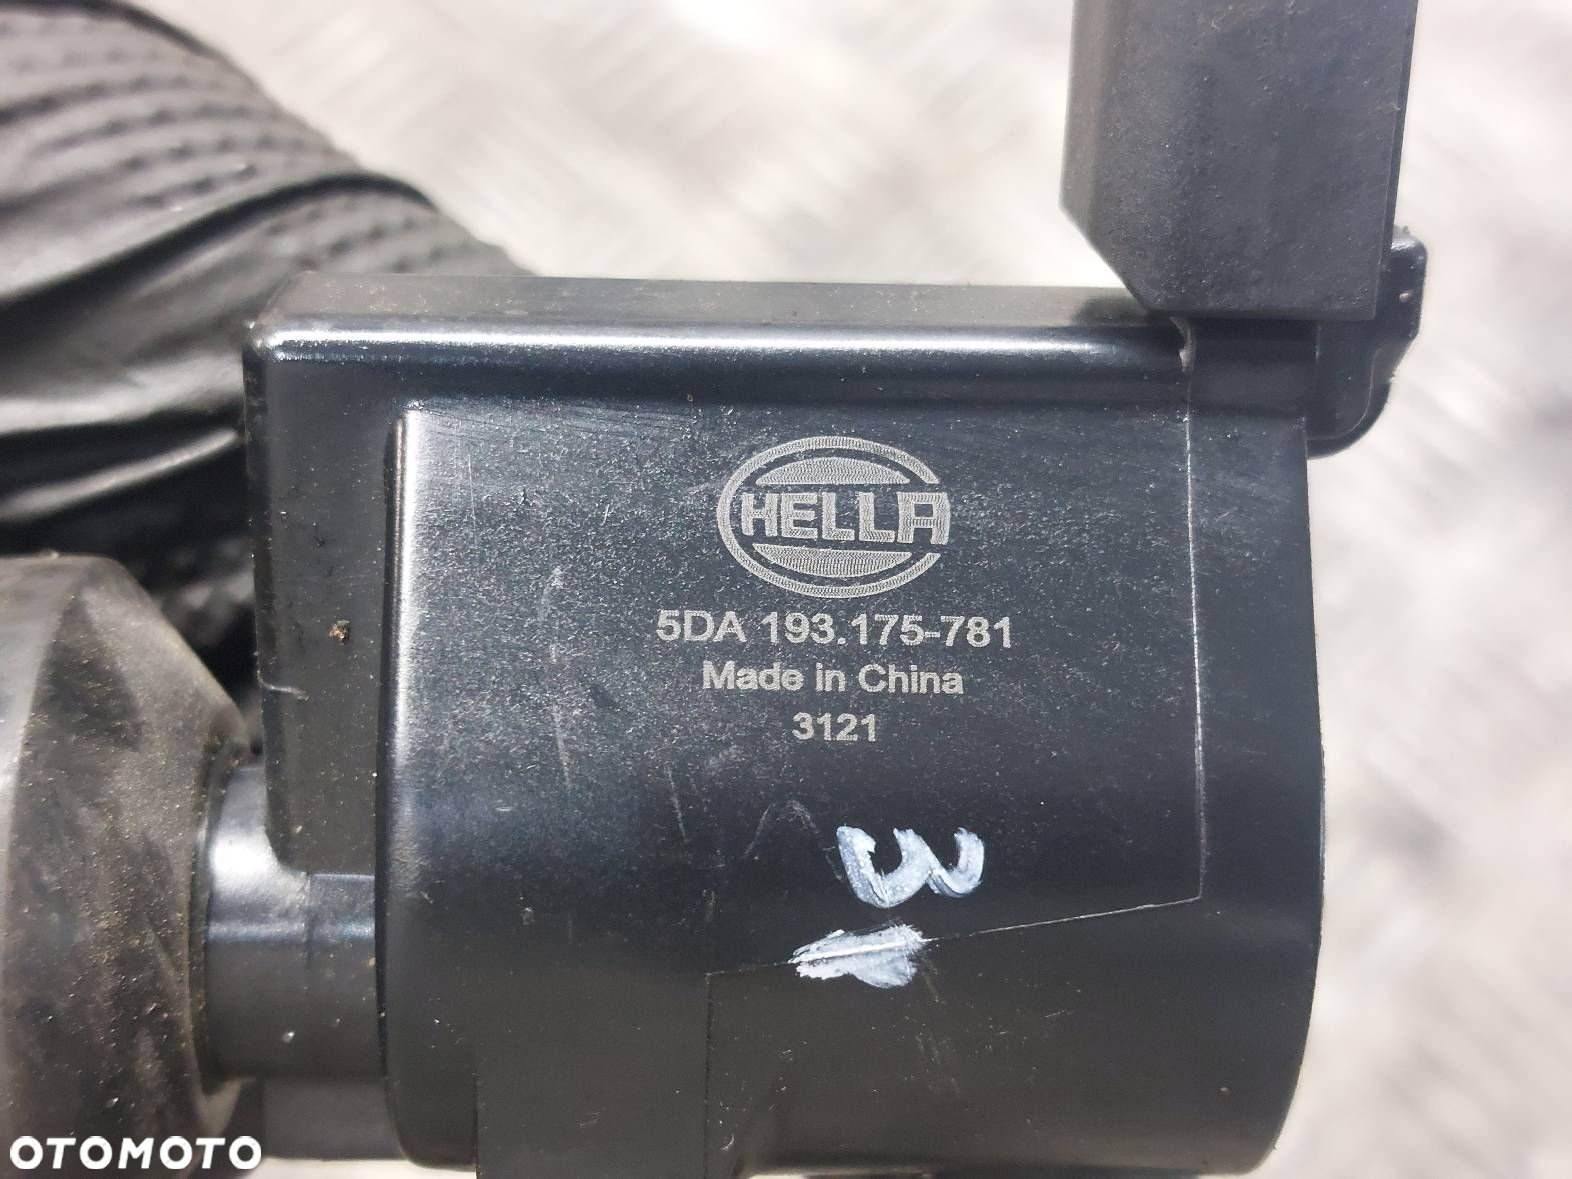 HELLA
5DA 193.175-781
Made in China
3121
3
OTOMOTO